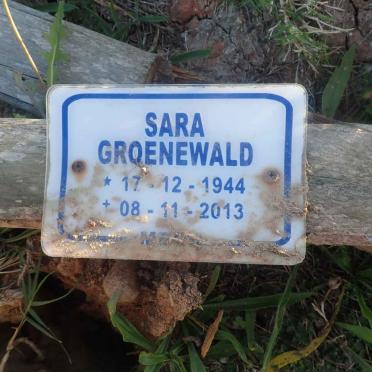 SARA
GROENEWALD
* 17 - 12 - 1944
+ 08 - 11 - 2013